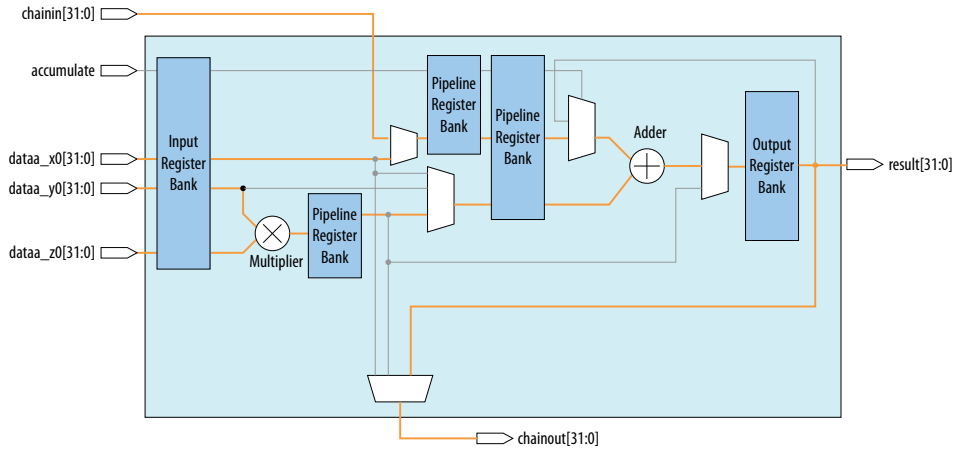 chainin[31:0]
accumulate
dataa_x0[31:0]
dataa_y0[31:0]
dataa_z0[31:0]
Input
Register
Bank
Multiplier
Pipeline
Register
Bank
Pipeline
Register
Bank
Pipeline
Register
Bank
Adder
Output
Register
Bank
result[31:0]
chainout[31:0]